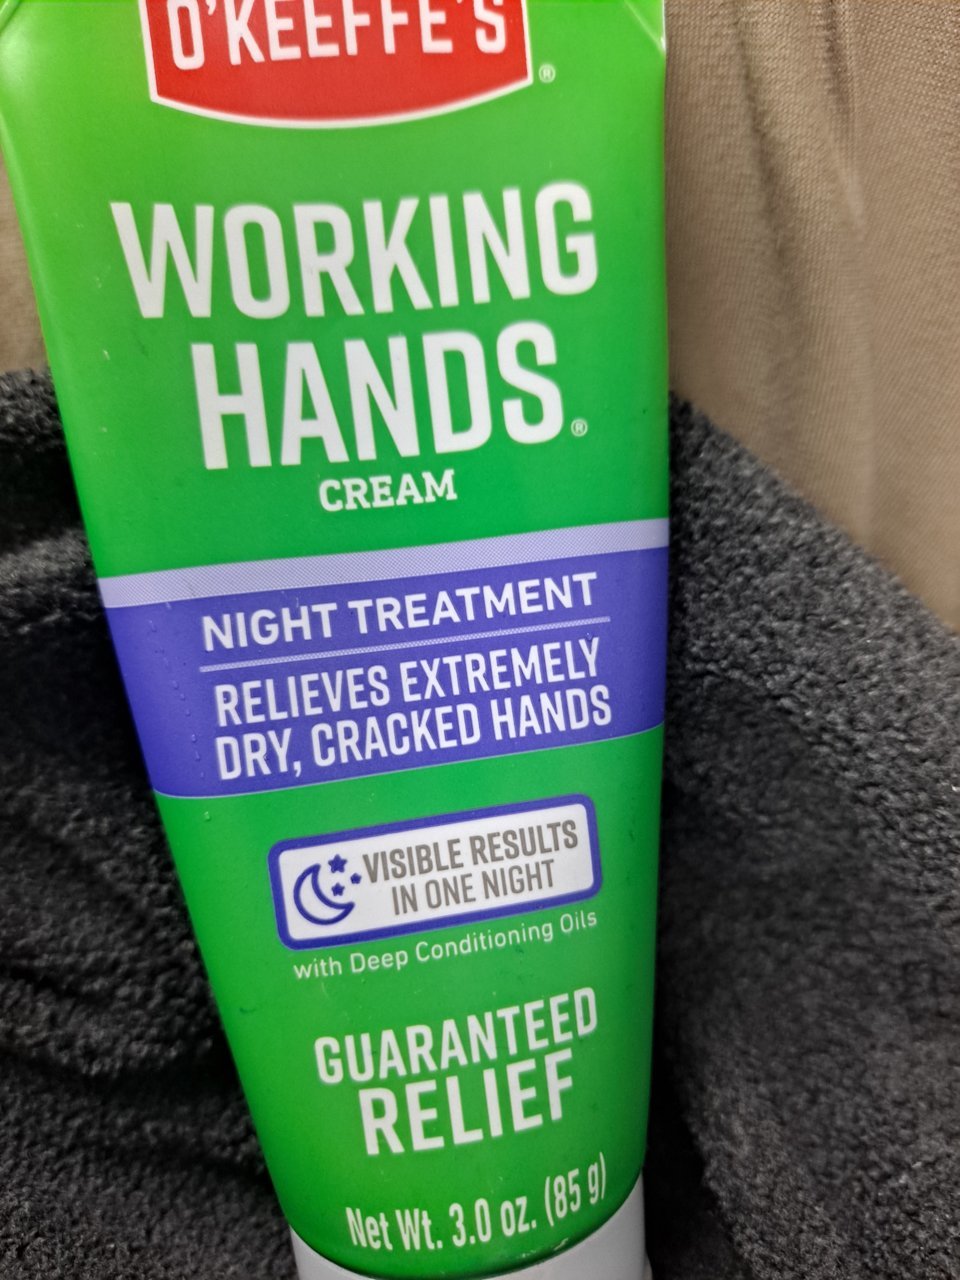 O'KEEFFE'S
®
WORKING
HANDS®
CREAM
NIGHT TREATMENT
RELIEVES EXTREMELY
DRY, CRACKED HANDS
VISIBLE RESULTS
IN ONE NIGHT
with Deep Conditioning Oils
GUARANTEED
RELIEF
Net Wt. 3.0 oz. (85 g)